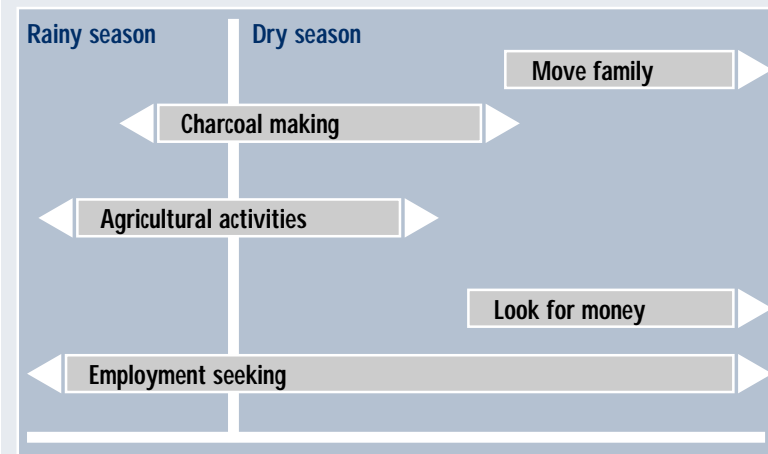 Rainy season
Dry season
Move family
Charcoal making
Agricultural activities
Look for money
Employment seeking